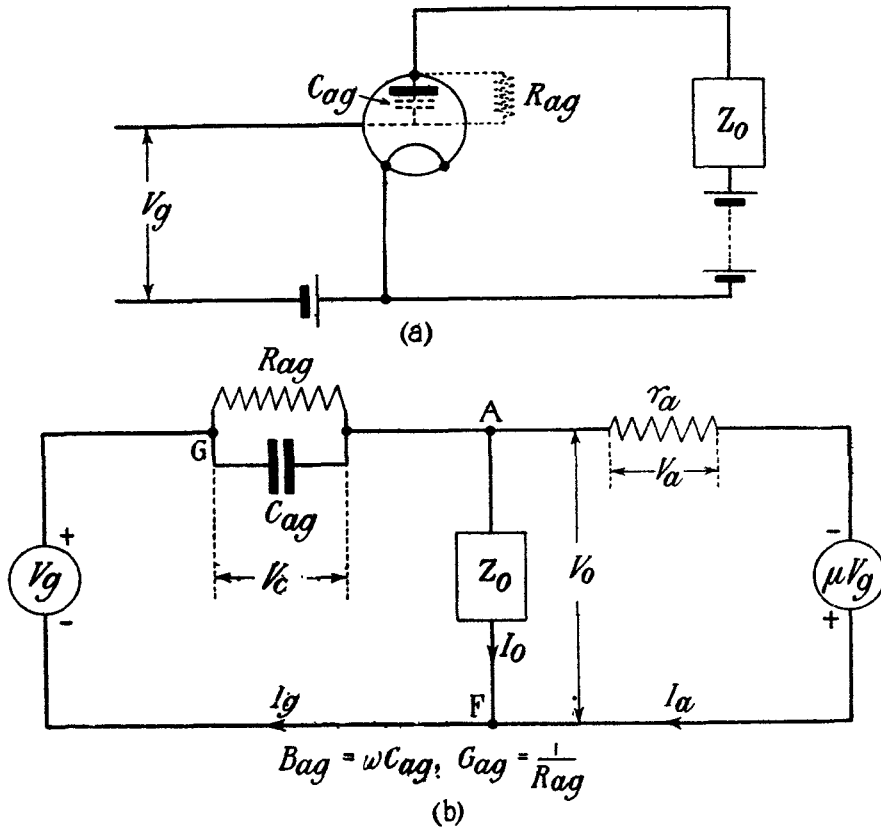 Cag
Rag
Zo
Vg
(a)
Rag
A
ra
G
Va
Cag
+
-
Vg
Vc
Zo
Vo
μVg
-
+
Io
Ig
F
Ia
Bag = ωCag, Gag = 1/Rag
(b)